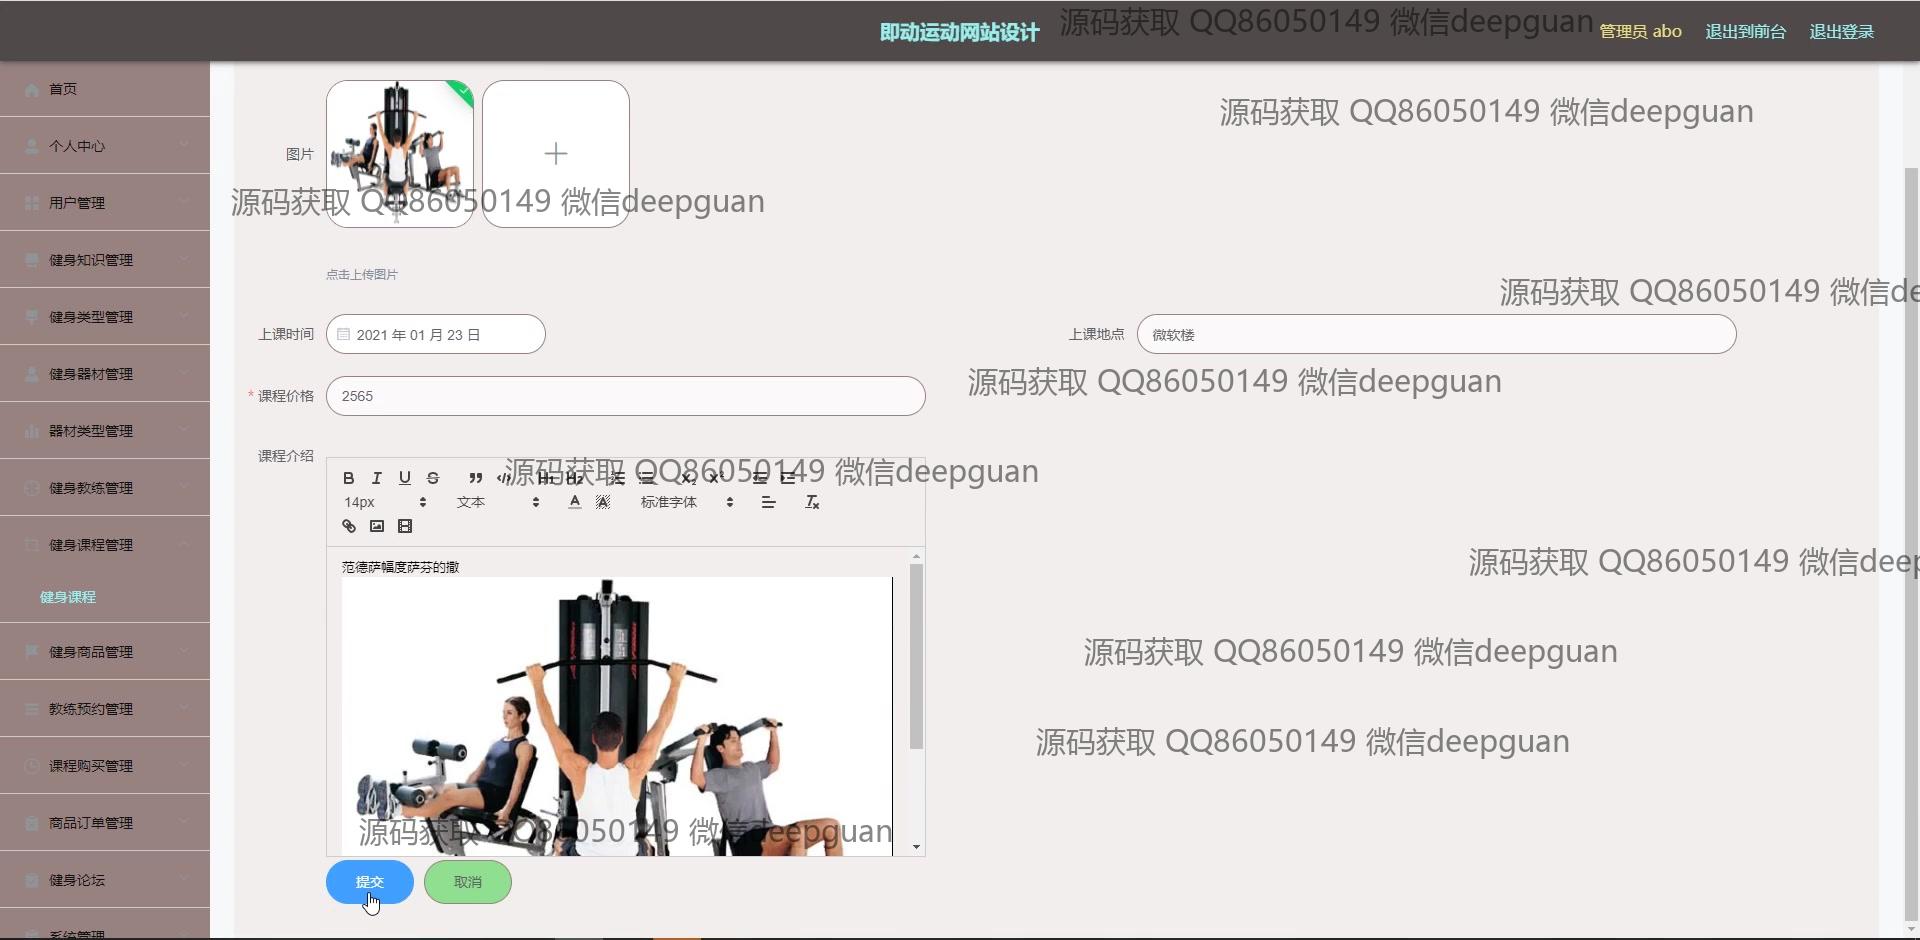 即动运动网站设计
源码获取 QQ86050149 微信deepguan
管理员 abo
退出到前台
退出登录
首页
个人中心
用户管理
健身知识管理
健身类型管理
健身器材管理
器材类型管理
健身教练管理
健身课程管理
健身课程
健身商品管理
教练预约管理
课程购买管理
商品订单管理
健身论坛
系统管理
源码获取 QQ86050149 微信deepguan
图片
源码获取 QQ86050149 微信deepguan
点击上传图片
源码获取 QQ86050149 微信de
上课时间
2021 年 01 月 23 日
上课地点
微软楼
源码获取 QQ86050149 微信deepguan
* 课程价格
2565
课程介绍
源码获取 QQ86050149 微信deepguan
B I U S H1 H2 X2 X2
14px 文本 A A 标准字体 Tx
范德萨幅度萨芬的撒
源码获取 QQ86050149 微信deep
源码获取 QQ86050149 微信deepguan
源码获取 QQ86050149 微信deepguan
源码获取 QQ86050149 微信deepguan
提交
取消